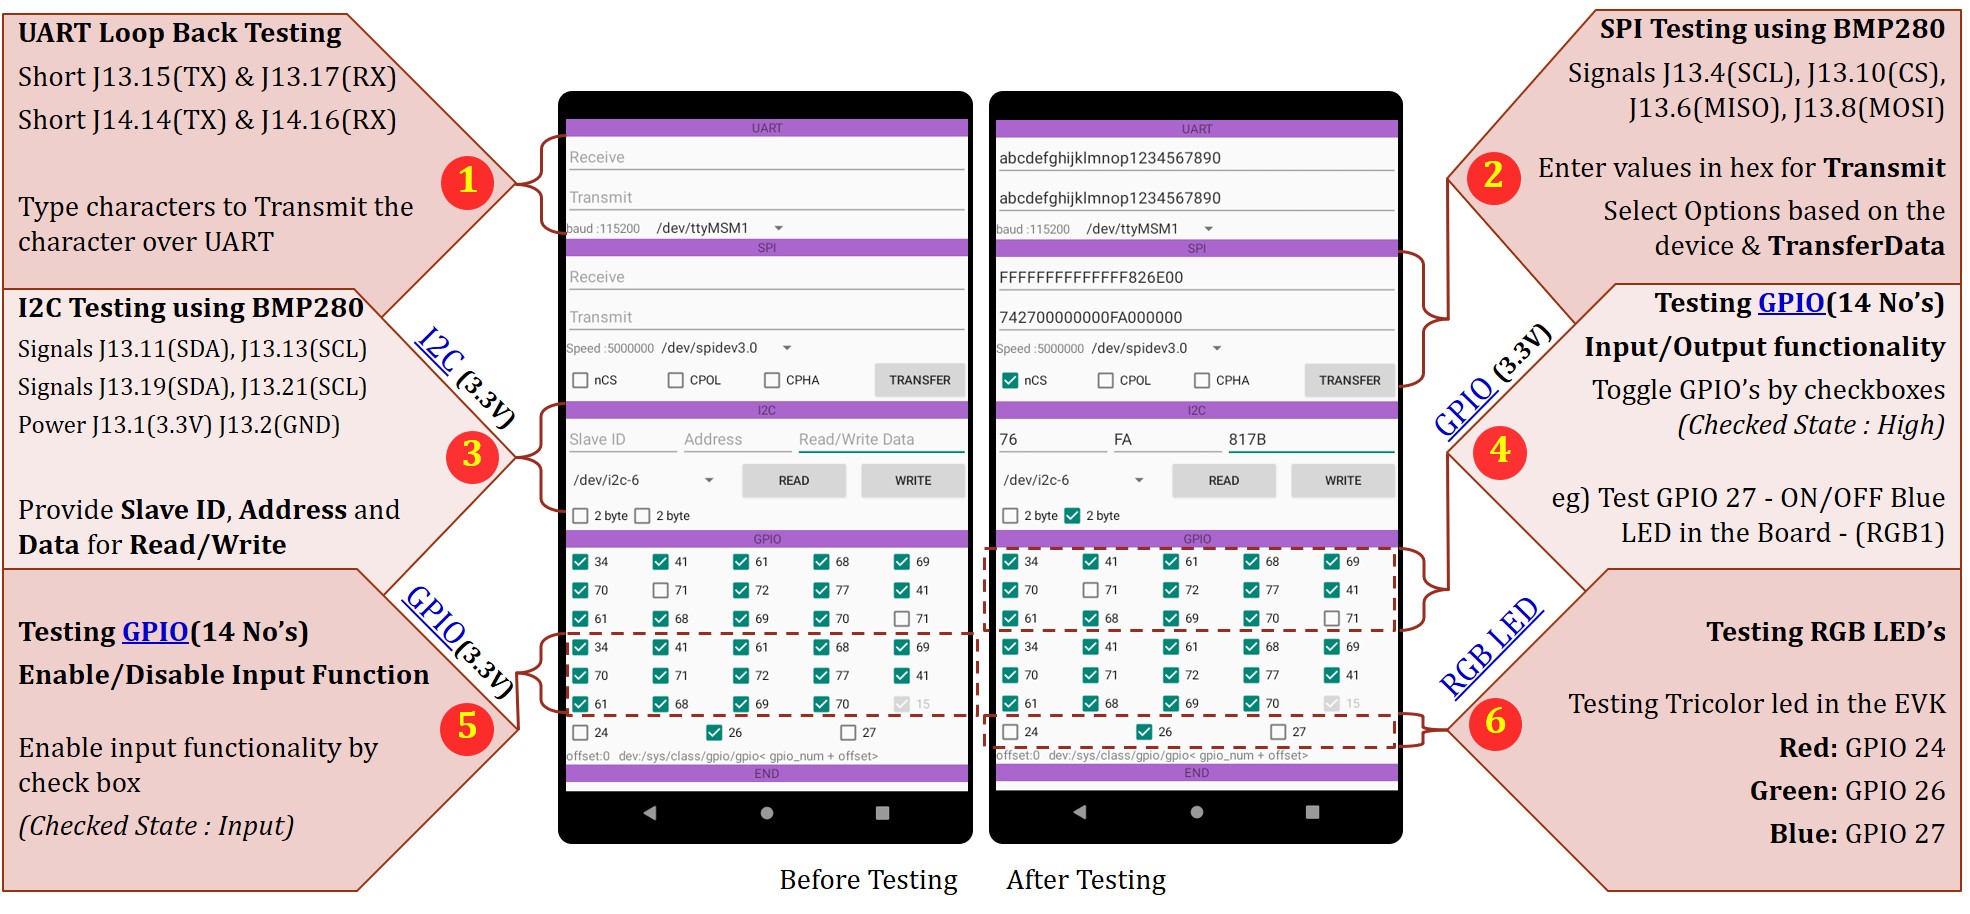 UART Loop Back Testing
Short J13.15(TX) & J13.17(RX)
Short J14.14(TX) & J14.16(RX)
1
Type characters to Transmit the
character over UART
I2C Testing using BMP280
Signals J13.11(SDA), J13.13(SCL)
Signals J13.19(SDA), J13.21(SCL)
Power J13.1(3.3V) J13.2(GND)
I2C (3.3V)
3
Provide Slave ID, Address and
Data for Read/Write
Testing GPIO(14 No's)
Enable/Disable Input Function
GPIO(3.3V)
5
Enable input functionality by
check box
(Checked State : Input)
UART
Receive
Transmit
baud :115200 /dev/ttyMSM1
SPI
Receive
Transmit
Speed :5000000 /dev/spidev3.0
nCS CPOL CPHA TRANSFER
I2C
Slave ID Address Read/Write Data
/dev/i2c-6 READ WRITE
2 byte 2 byte
GPIO
34 41 61 68 69
70 71 72 77 41
61 68 69 70 71
34 41 61 68 69
70 71 72 77 41
61 68 69 70 15
24 26 27
offset:0 dev:/sys/class/gpio/gpio< gpio_num + offset>
END
Before Testing
UART
abcdefghijklmnop1234567890
abcdefghijklmnop1234567890
baud :115200 /dev/ttyMSM1
SPI
FFFFFFFFFFFFFF826E00
742700000000FA000000
Speed :5000000 /dev/spidev3.0
nCS CPOL CPHA TRANSFER
I2C
76 FA 817B
/dev/i2c-6 READ WRITE
2 byte 2 byte
GPIO
34 41 61 68 69
70 71 72 77 41
61 68 69 70 71
34 41 61 68 69
70 71 72 77 41
61 68 69 70 15
24 26 27
offset:0 dev:/sys/class/gpio/gpio< gpio_num + offset>
END
After Testing
SPI Testing using BMP280
Signals J13.4(SCL), J13.10(CS),
J13.6(MISO), J13.8(MOSI)
2
Enter values in hex for Transmit
Select Options based on the
device & TransferData
Testing GPIO(14 No's)
Input/Output functionality
Toggle GPIO's by checkboxes
(Checked State : High)
GPIO (3.3V)
4
eg) Test GPIO 27 - ON/OFF Blue
LED in the Board - (RGB1)
RGB LED
Testing RGB LED's
6
Testing Tricolor led in the EVK
Red: GPIO 24
Green: GPIO 26
Blue: GPIO 27